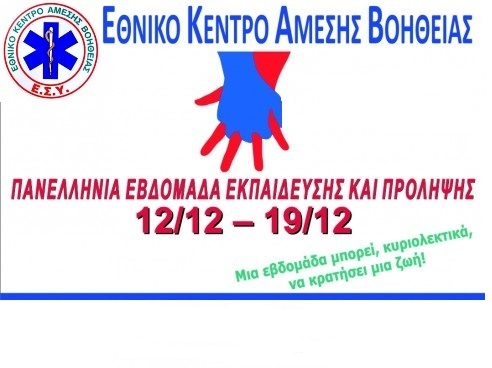 ΕΘΝΙΚΟ ΚΕΝΤΡΟ ΑΜΕΣΗΣ ΒΟΗΘΕΙΑΣ
ΕΘΝΙΚΟ ΚΕΝΤΡΟ ΑΜΕΣΗΣ ΒΟΗΘΕΙΑΣ
Ε.Σ.Υ.
ΠΑΝΕΛΛΗΝΙΑ ΕΒΔΟΜΑΔΑ ΕΚΠΑΙΔΕΥΣΗΣ ΚΑΙ ΠΡΟΛΗΨΗΣ
12/12 – 19/12
Μια εβδομάδα μπορεί, κυριολεκτικά,
να κρατήσει μια ζωή!